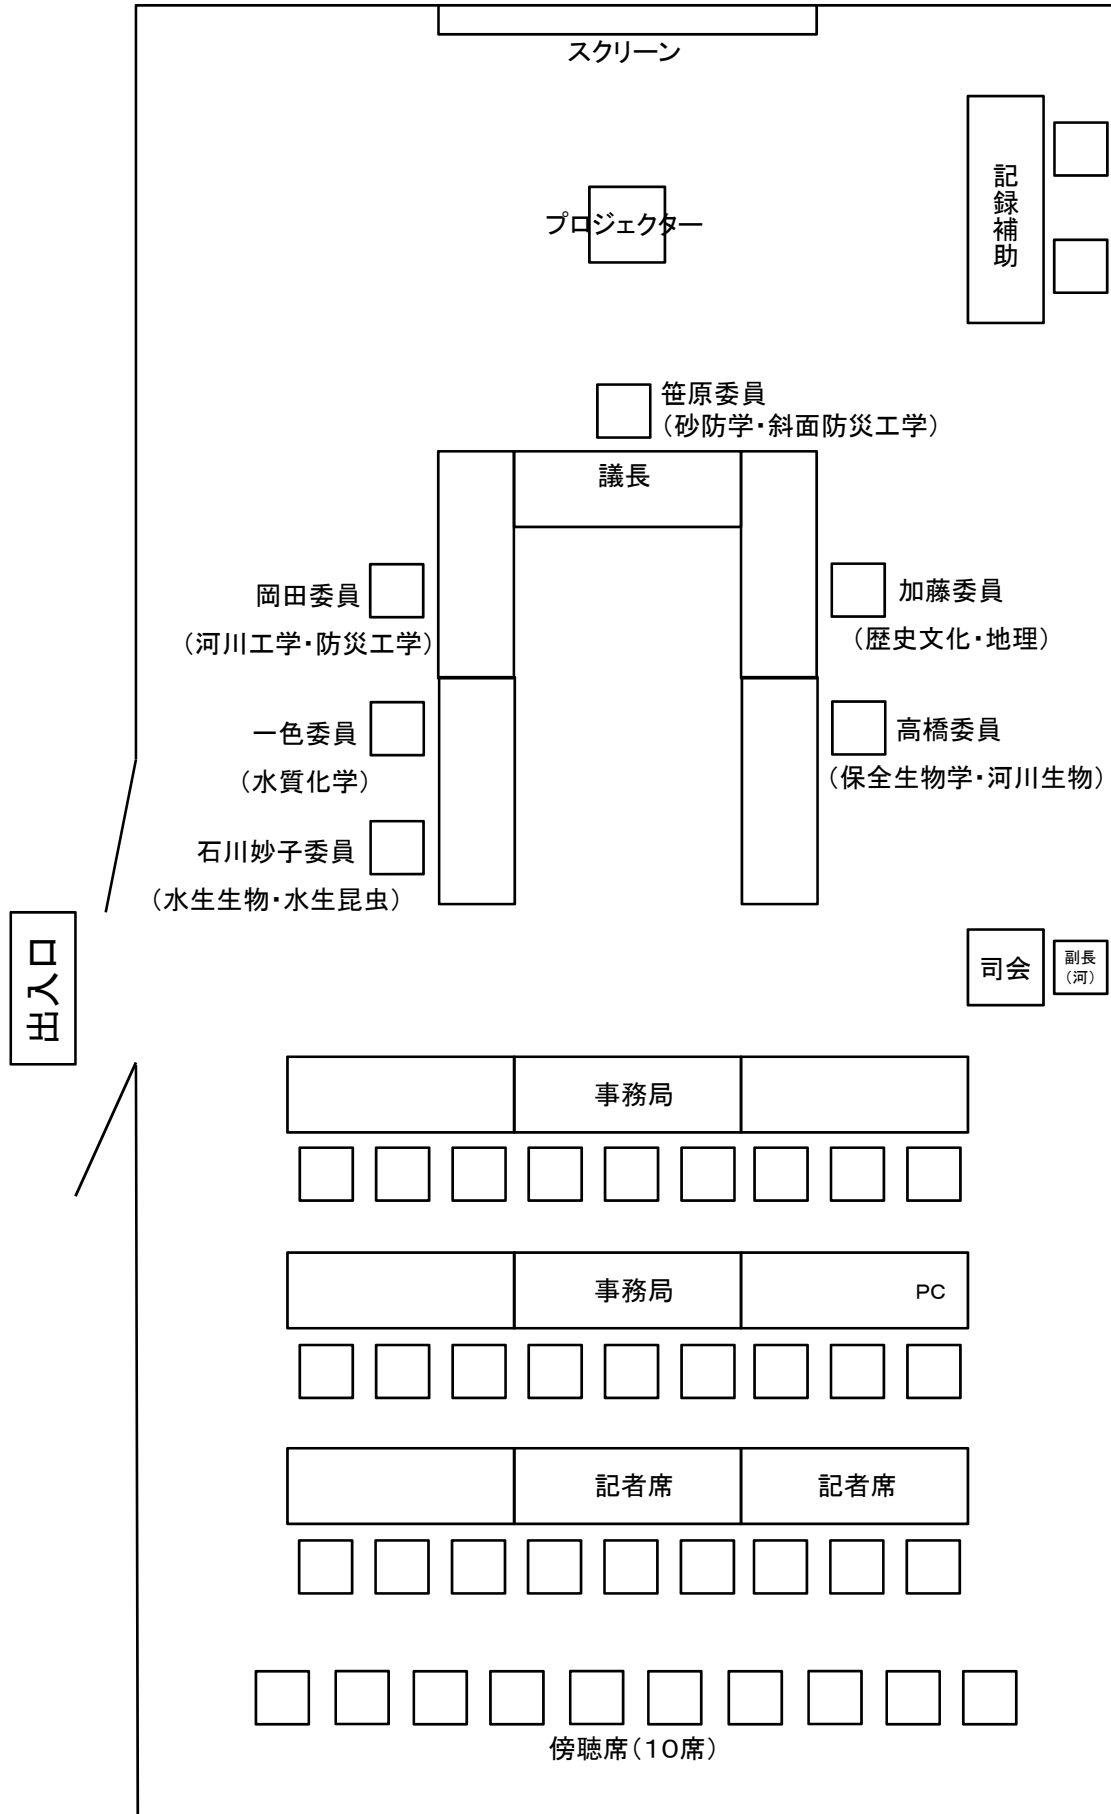 スクリーン
記録補助
プロジェクター
笹原委員
（砂防学・斜面防災工学）
議長
岡田委員
（河川工学・防災工学）
加藤委員
（歴史文化・地理）
一色委員
（水質化学）
高橋委員
（保全生物学・河川生物）
石川妙子委員
（水生生物・水生昆虫）
出入口
司会
副長
（河）
事務局
事務局
PC
記者席
記者席
傍聴席（10席）